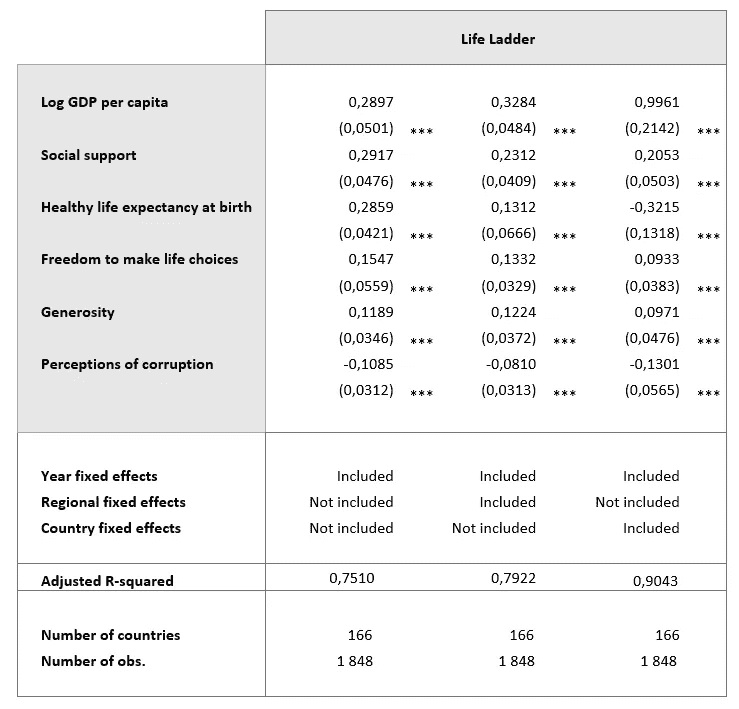 Life Ladder
Log GDP per capita 0,2897 0,3284 0,9961
(0,0501) *** (0,0484) *** (0,2142) ***
Social support 0,2917 0,2312 0,2053
(0,0476) *** (0,0409) *** (0,0503) ***
Healthy life expectancy at birth 0,2859 0,1312 -0,3215
(0,0421) *** (0,0666) *** (0,1318) ***
Freedom to make life choices 0,1547 0,1332 0,0933
(0,0559) *** (0,0329) *** (0,0383) ***
Generosity 0,1189 0,1224 0,0971
(0,0346) *** (0,0372) *** (0,0476) ***
Perceptions of corruption -0,1085 -0,0810 -0,1301
(0,0312) *** (0,0313) *** (0,0565) ***
Year fixed effects Included Included Included
Regional fixed effects Not included Included Not included
Country fixed effects Not included Not included Included
Adjusted R-squared 0,7510 0,7922 0,9043
Number of countries 166 166 166
Number of obs. 1 848 1 848 1 848